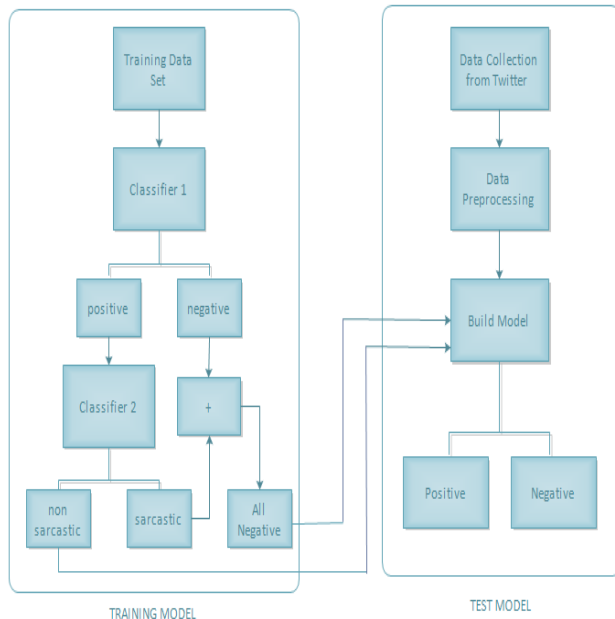 Training Data
Set
Classifier 1
positive
negative
Classifier 2
+
non
sarcastic
sarcastic
All
Negative
TRAINING MODEL
Data Collection
from Twitter
Data
Preprocessing
Build Model
Positive
Negative
TEST MODEL